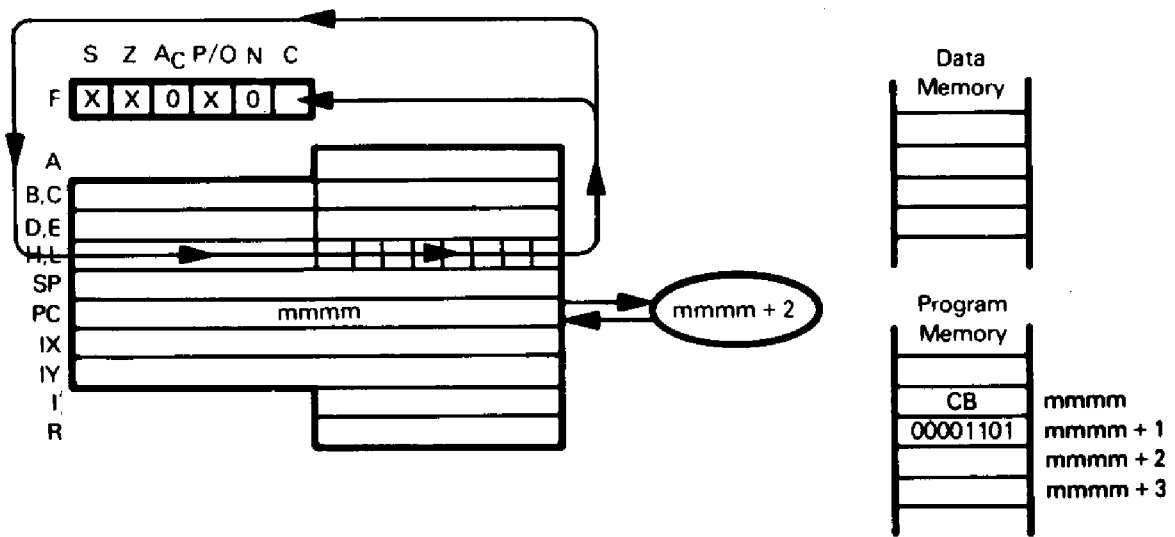 S Z AC P/O N C
F X X 0 X 0
A
B,C
D,E
H,L
SP
PC mmmm mmmm + 2
IX
IY
I
R
Data
Memory
Program
Memory
CB mmmm
00001101 mmmm + 1
mmmm + 2
mmmm + 3